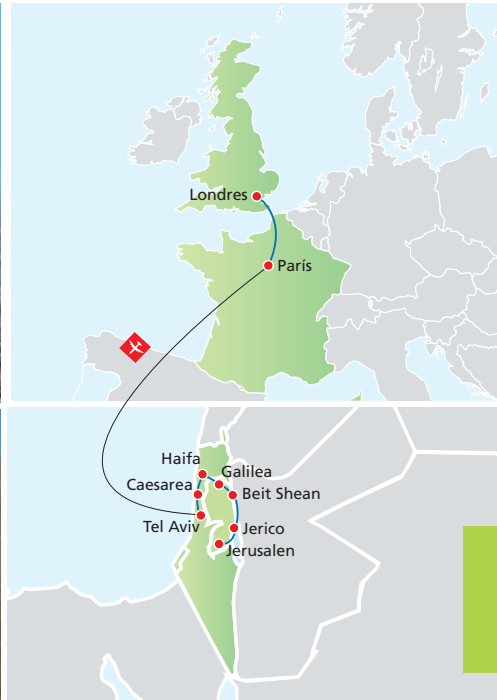 Londres
París
Haifa
Galilea
Caesarea
Beit Shean
Tel Aviv
Jerico
Jerusalen